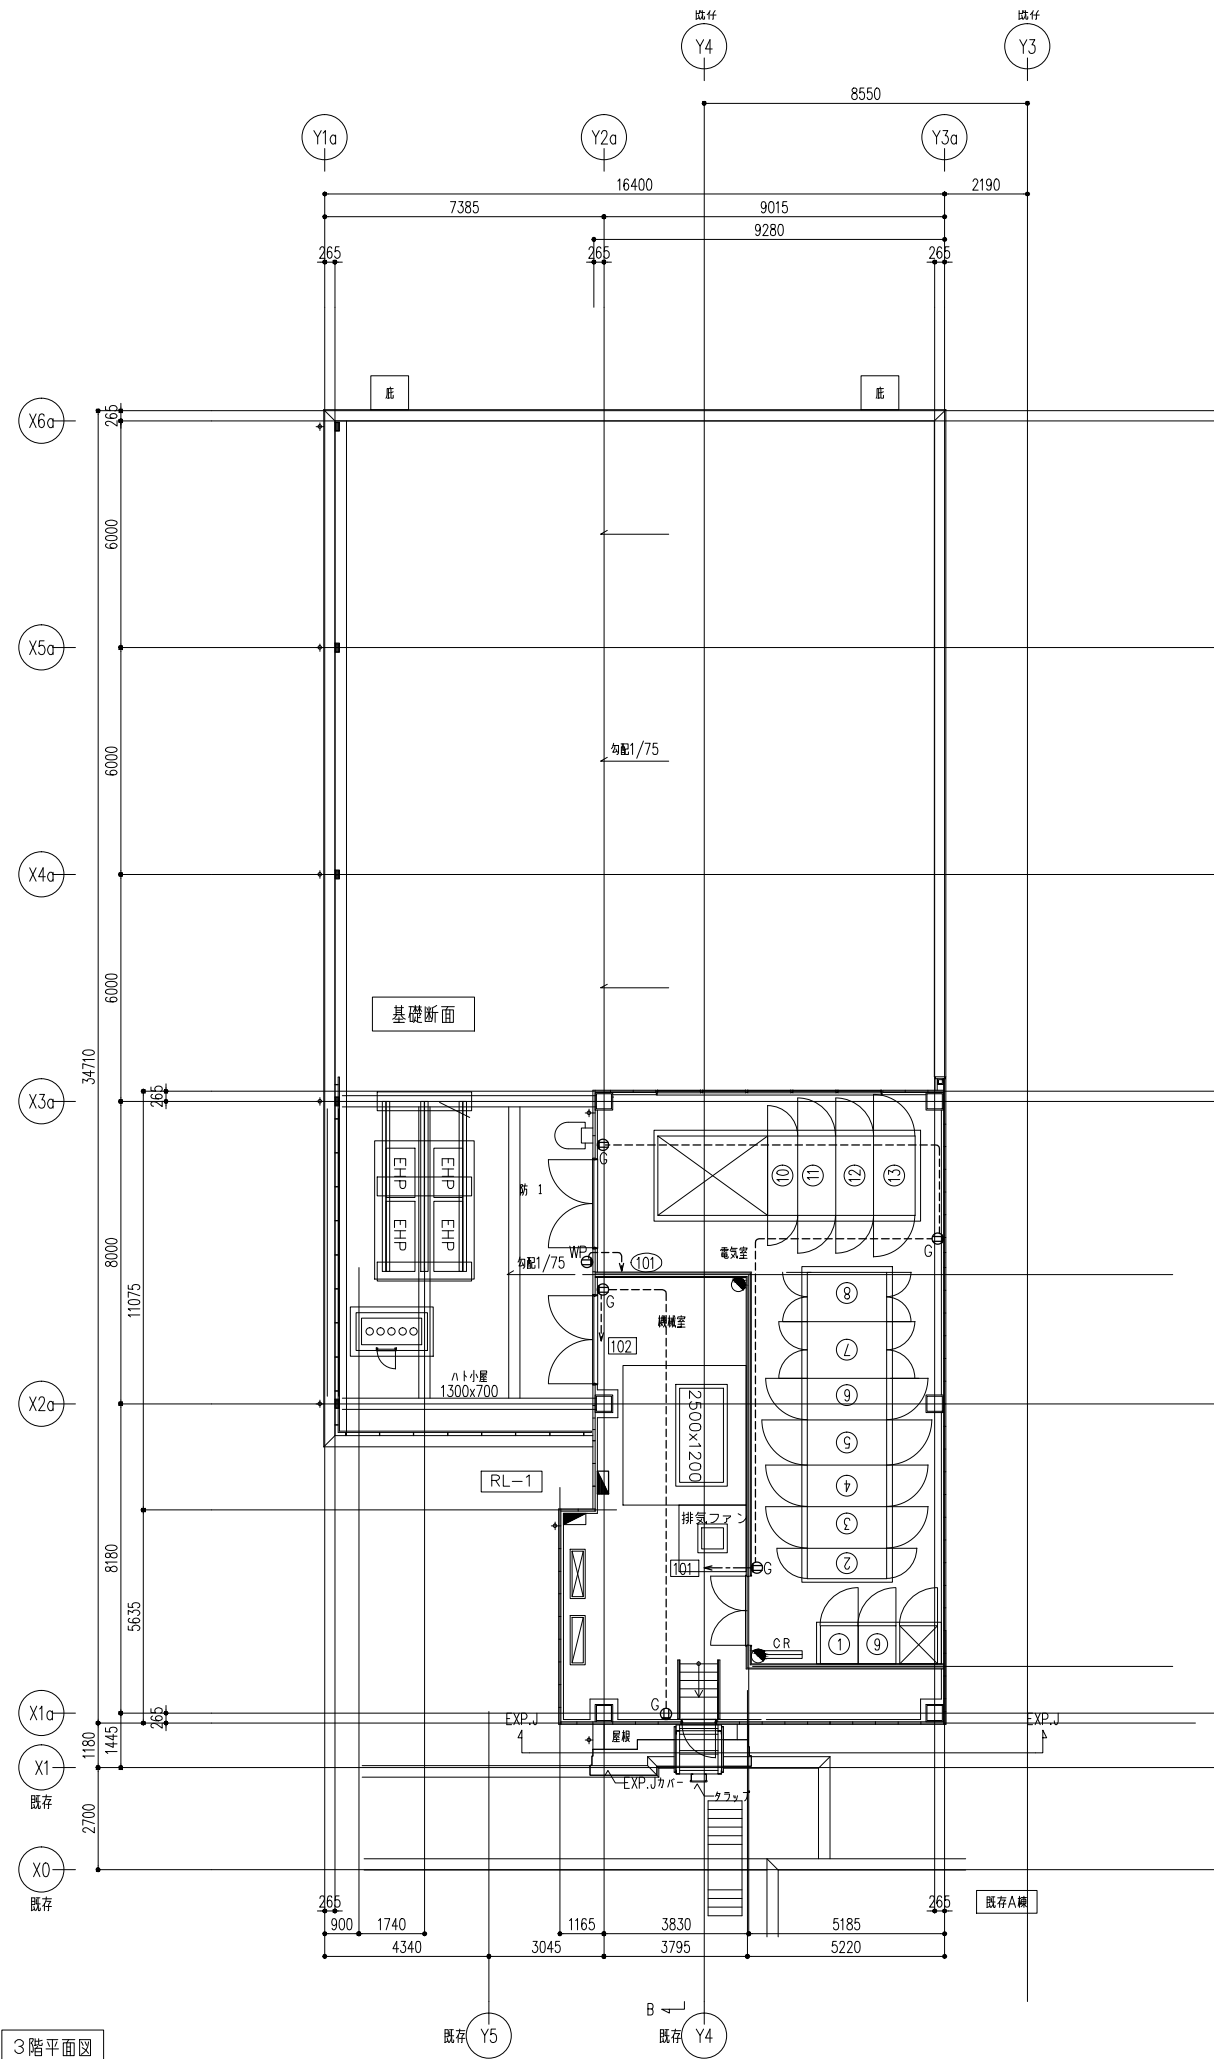 既存
既存
Y4
Y3
8550
Y1a
Y2a
Y3a
16400
2190
7385
9015
9280
265
265
265
庇
庇
X6a
265
6000
X5a
勾配1/75
6000
X4a
6000
基礎断面
34710
X3a
265
EHP
EHP
EHP
EHP
防 1
G
10
11
12
13
電気室
G
WP
101
勾配1/75
8000
11075
G
機械室
102
8
7
6
5
4
3
2
ハト小屋
1300x700
X2a
2500x1200
RL-1
排気ファン
101
G
8180
5635
CR
1
9
X1a
265
G
EXP.J
EXP.J
1180
1445
屋根
X1
既存
EXP.Jカバー
タラップ
2700
X0
既存
265
265
既存A棟
900
1740
1165
3830
5185
4340
3045
3795
5220
B
既存
Y5
既存
Y4
3階平面図